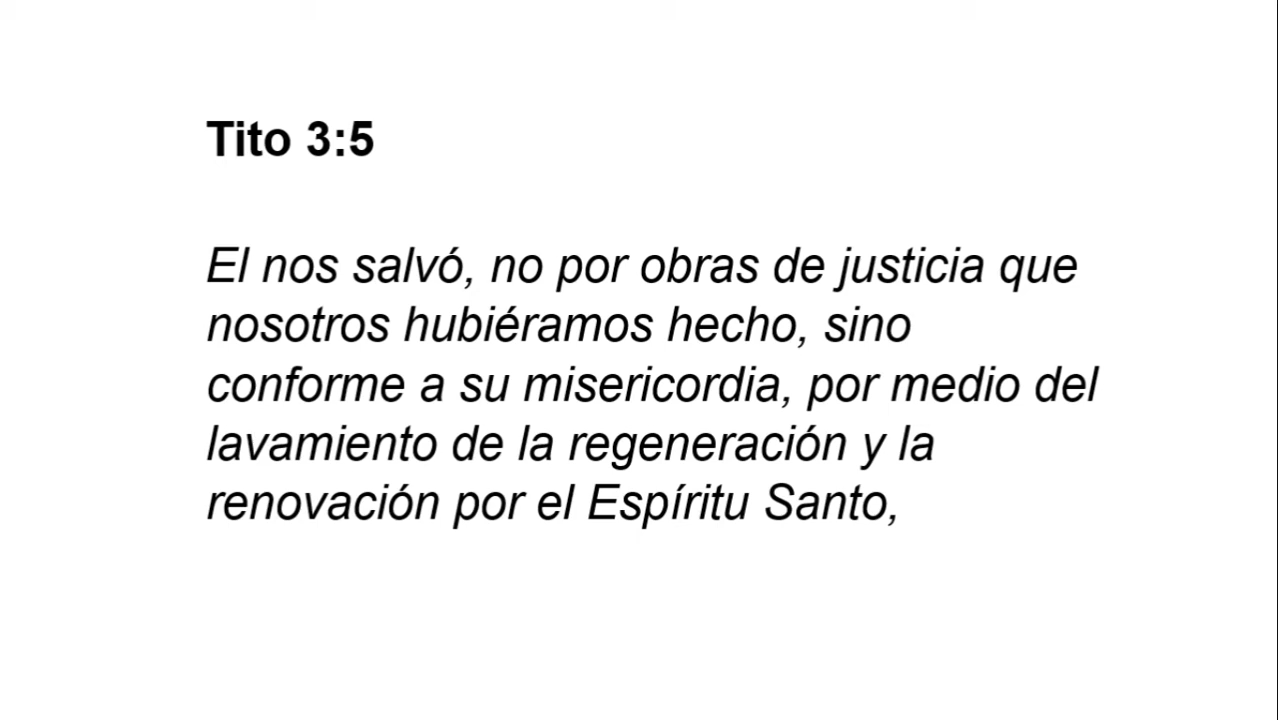 Tito 3:5
El nos salvó, no por obras de justicia que
nosotros hubiéramos hecho, sino
conforme a su misericordia, por medio del
lavamiento de la regeneración y la
renovación por el Espíritu Santo,